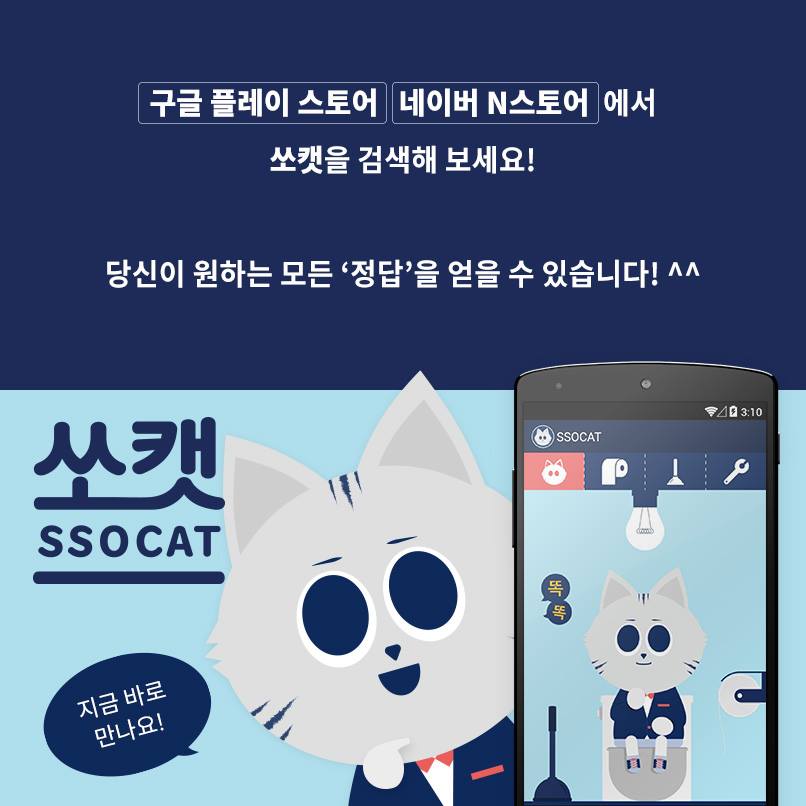 구글 플레이 스토어 네이버 N스토어 에서
쏘캣을 검색해 보세요!
당신이 원하는 모든 ‘정답’을 얻을 수 있습니다! ^^
쏘캣
SSOCAT
지금 바로
만나요!
3:10
SSOCAT
똑
똑